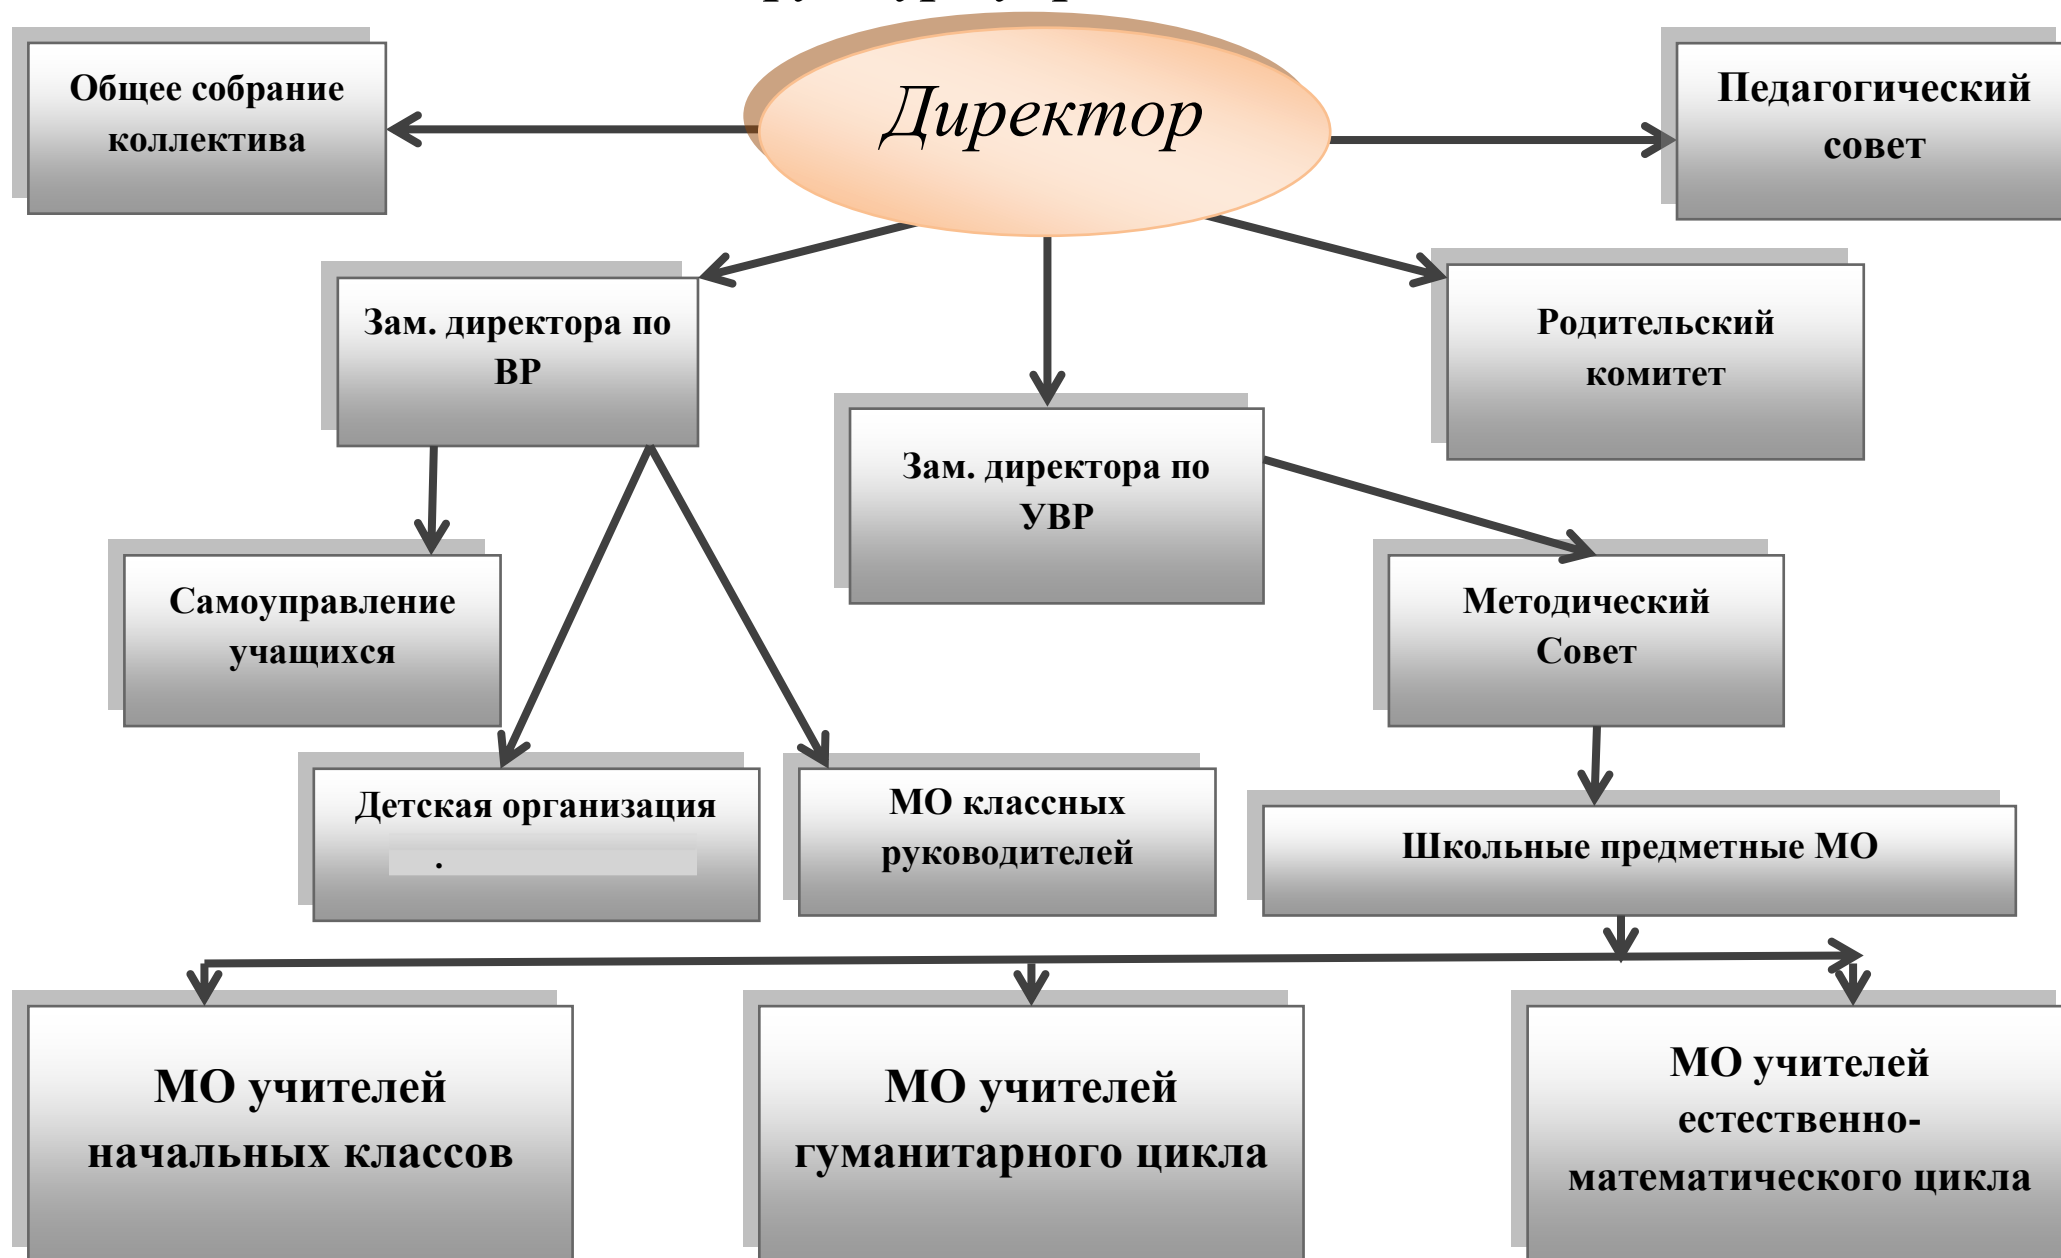 Общее собрание
коллектива
Директор
Педагогический
совет
Зам. директора по
ВР
Родительский
комитет
Зам. директора по
УВР
Самоуправление
учащихся
Методический
Совет
Детская организация
.
МО классных
руководителей
Школьные предметные МО
МО учителей
начальных классов
МО учителей
гуманитарного цикла
МО учителей
естественно-
математического цикла